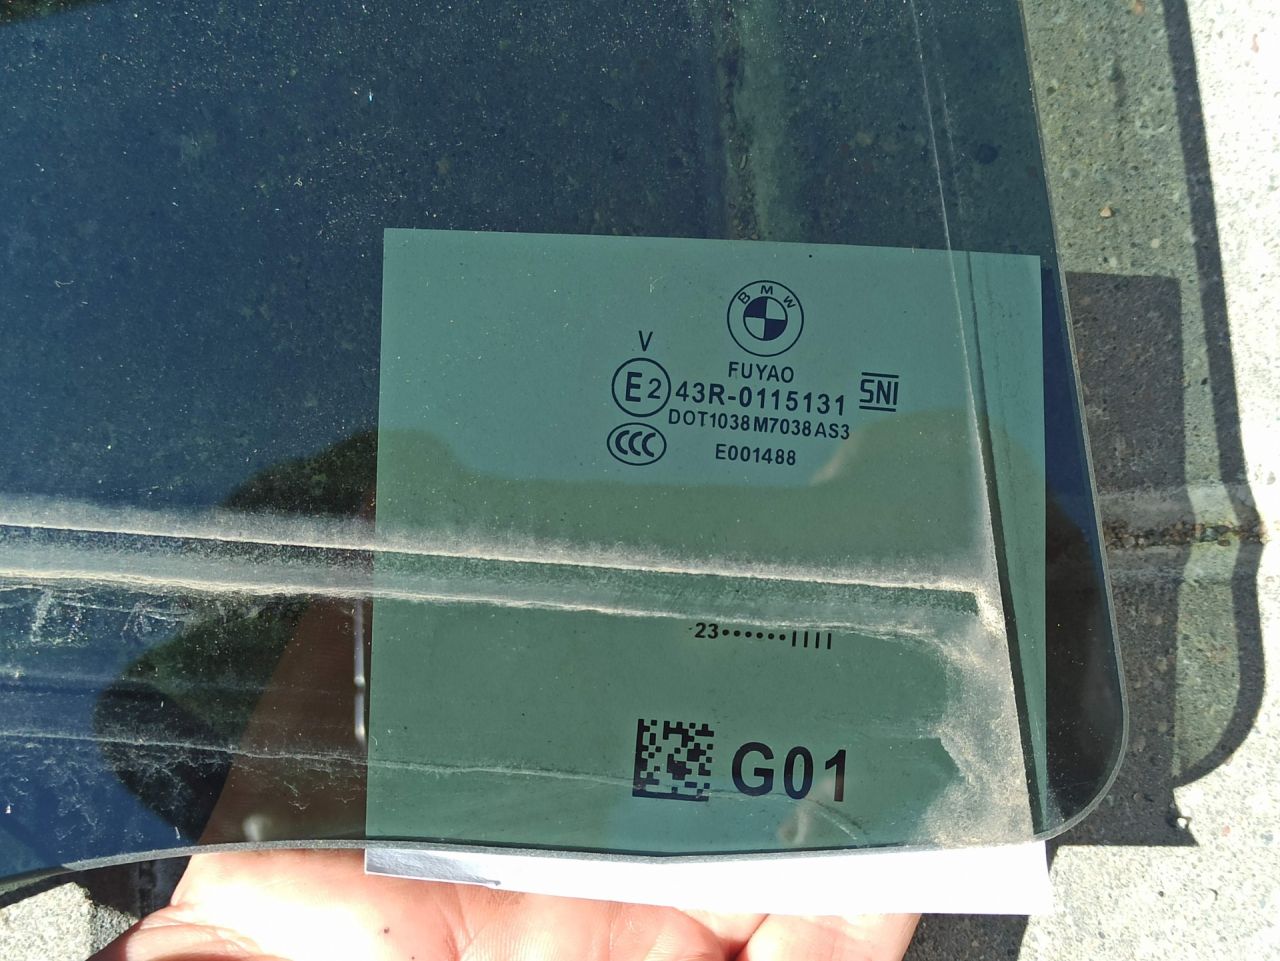 BMW
FUYAO
V
E2 43R-0115131 SNI
DOT1038 M7038 AS3
CCC
E001488
23••••••IIII
G01